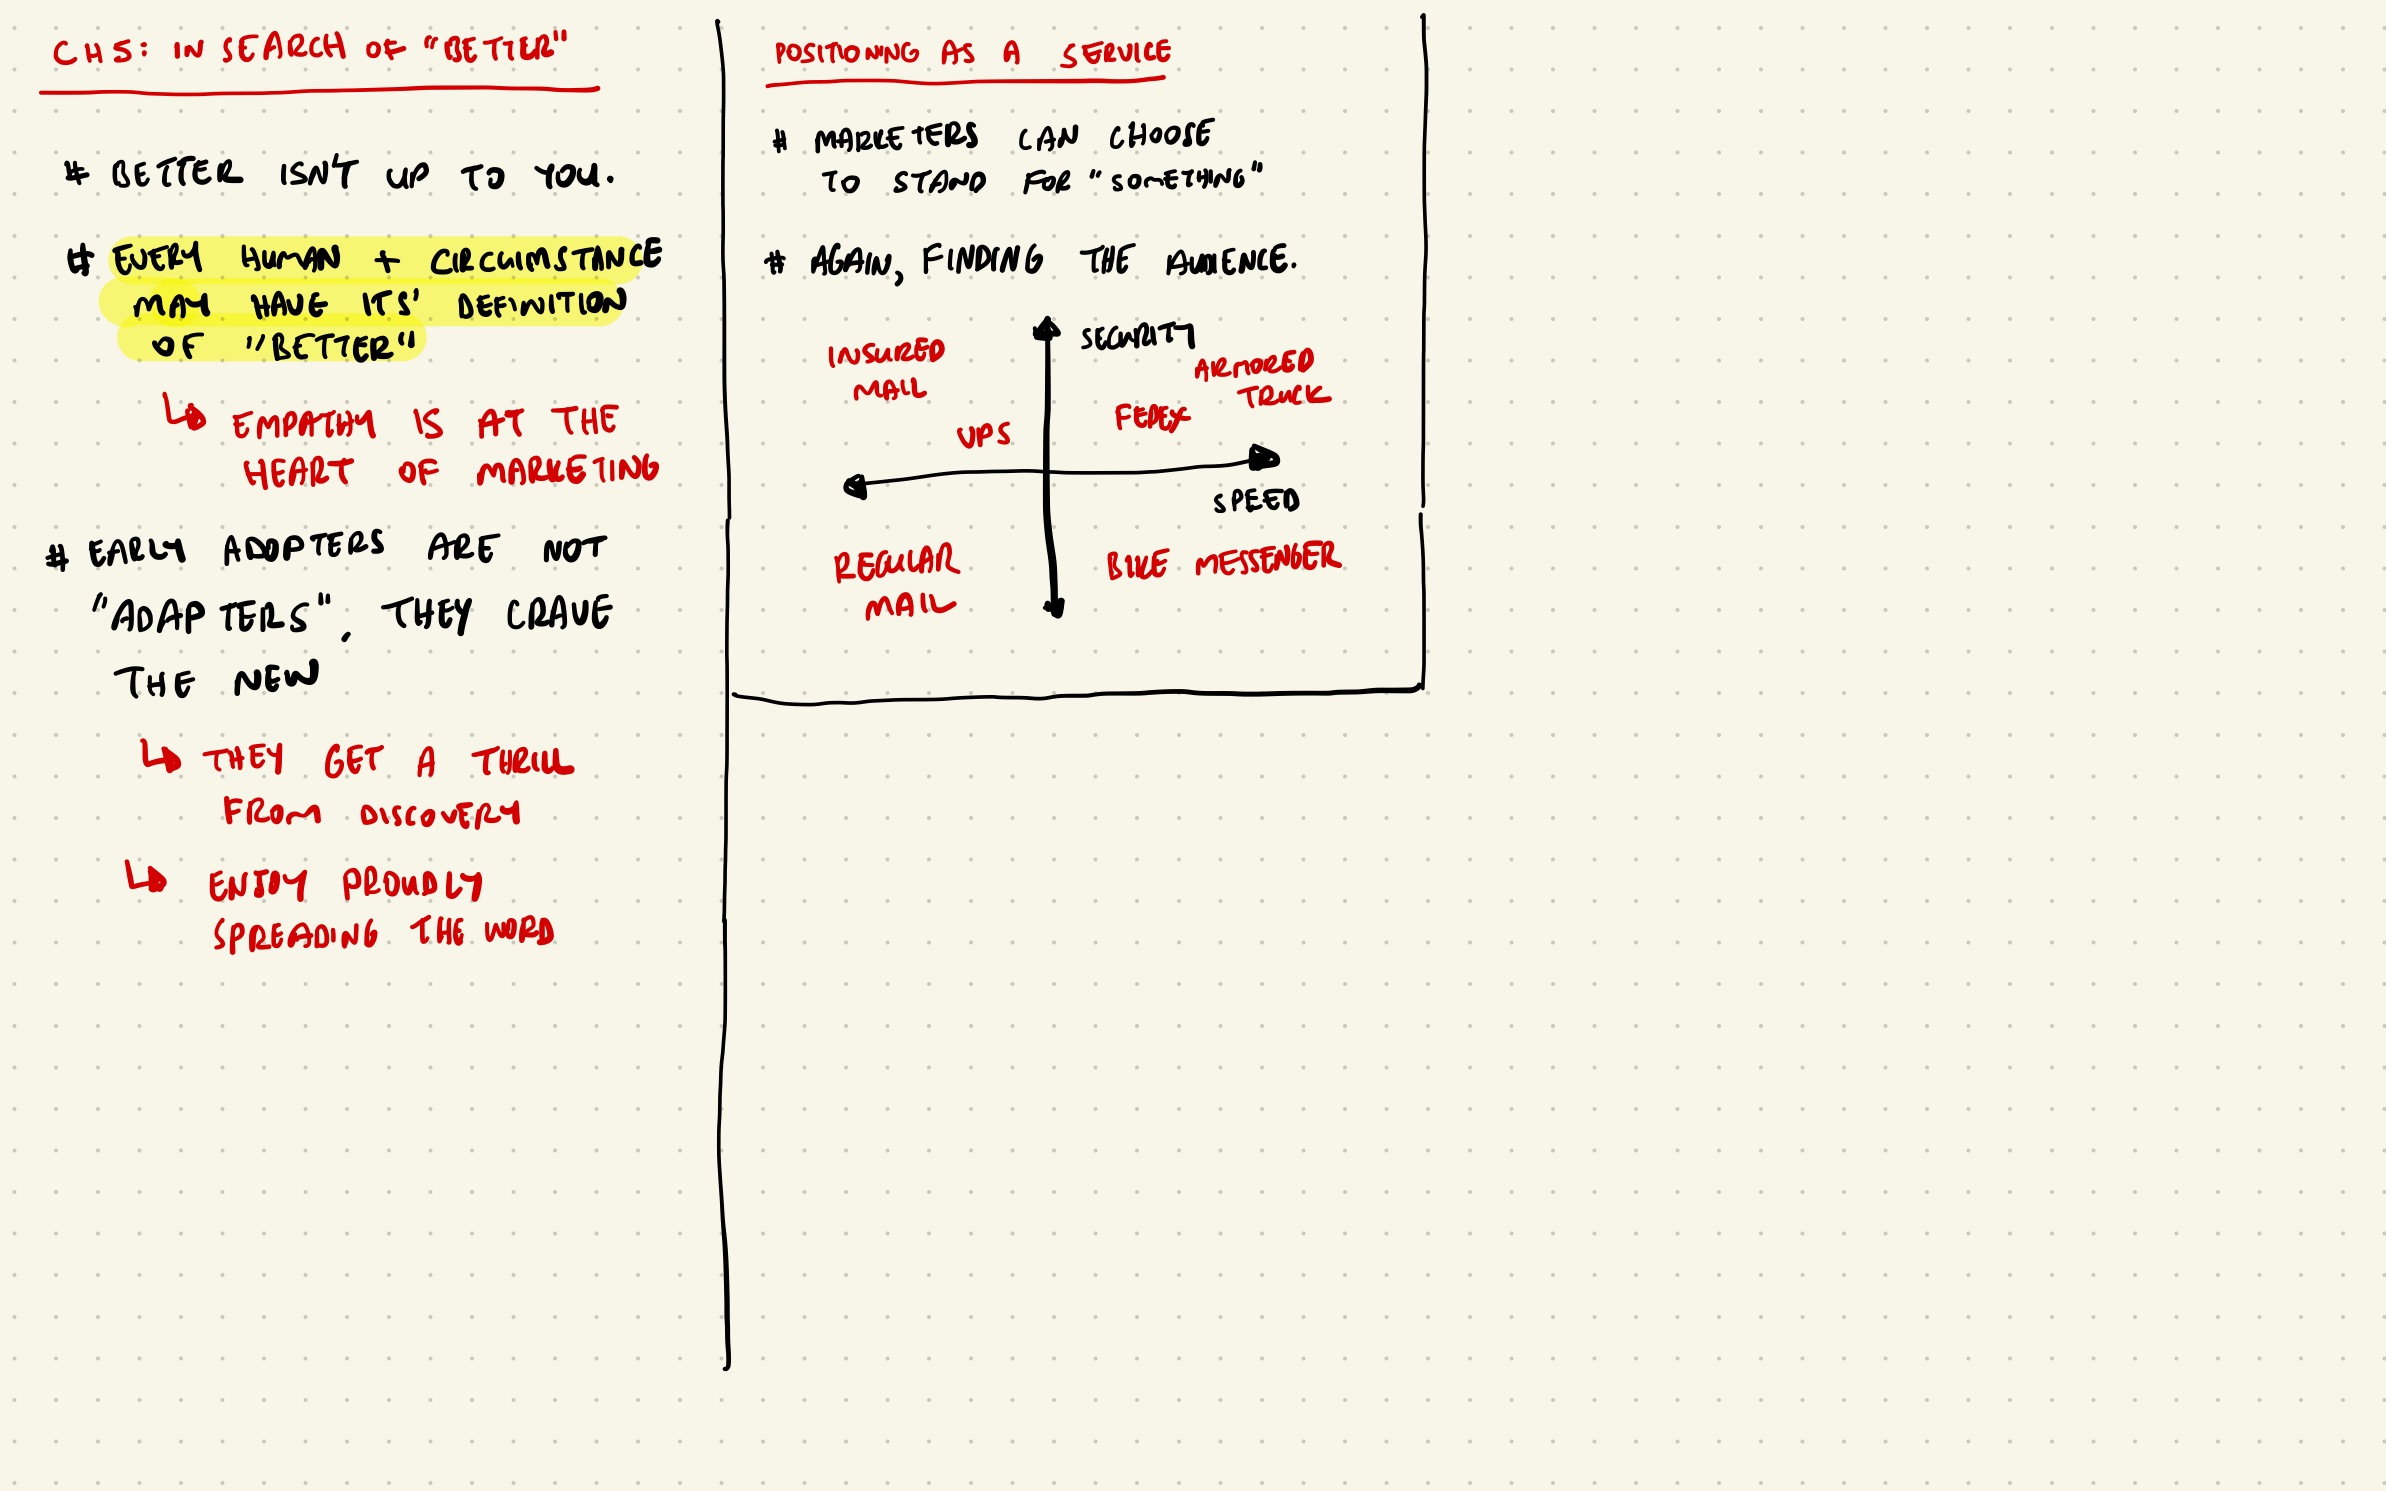 CH5: IN SEARCH OF "BETTER"
# BETTER ISN'T UP TO YOU.
# EVERY HUMAN + CIRCUIMSTANCE
MAY HAVE ITS' DEFINITION
OF "BETTER"
↳ EMPATHY IS AT THE
HEART OF MARKETING
# EARLY ADOPTERS ARE NOT
"ADAPTERS", THEY CRAVE
THE NEW
↳ THEY GET A THRILL
FROM DISCOVERY
↳ ENJOY PROUDLY
SPREADING THE WORD
POSITIONING AS A SERVICE
# MARKETERS CAN CHOOSE
TO STAND FOR "SOMETHING"
# AGAIN, FINDING THE AUDIENCE.
SECURITY
INSURED
MAIL
ARMORED
TRUCK
UPS
FEDEX
SPEED
REGULAR
MAIL
BIKE MESSENGER